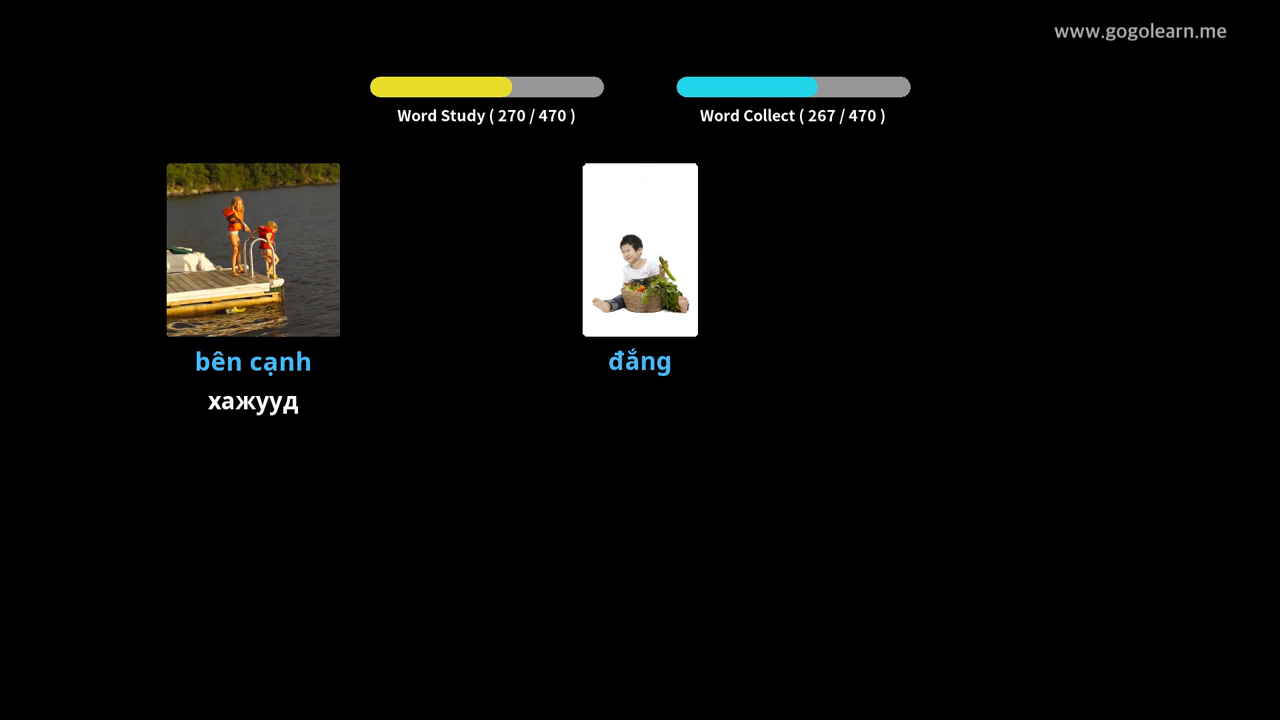 www.gogolearn.me
Word Study ( 270 / 470 )
Word Collect ( 267 / 470 )
bên cạnh
хажууд
đắng